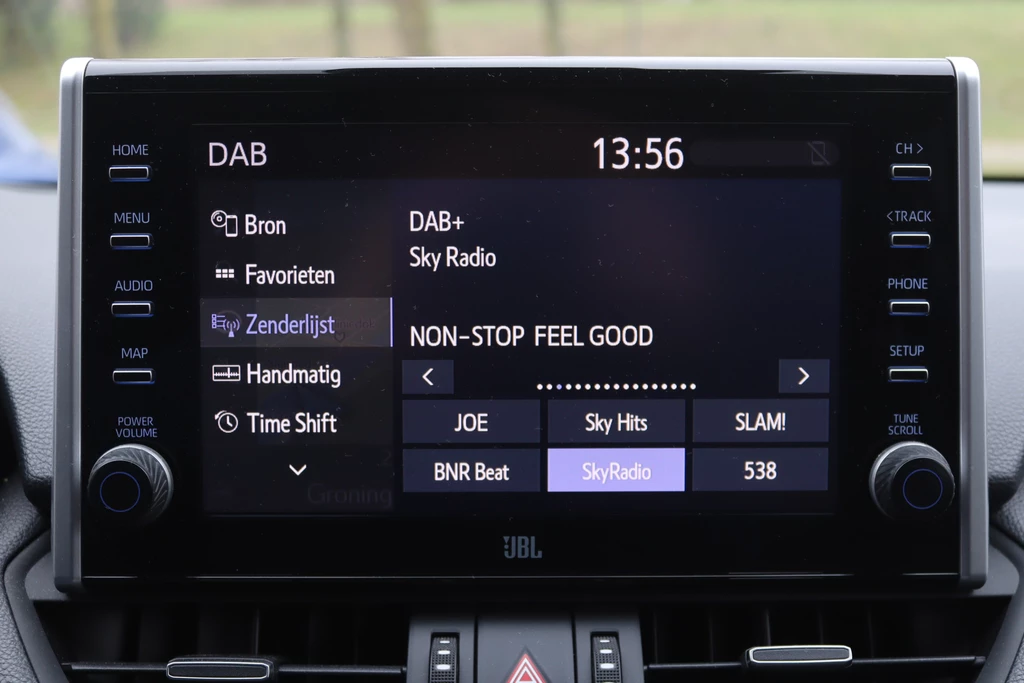 DAB
13:56
HOME
MENU
AUDIO
MAP
POWER
VOLUME
Bron
Favorieten
Zenderlijst
Handmatig
Time Shift
DAB+
Sky Radio
NON-STOP FEEL GOOD
<
>
JOE
Sky Hits
SLAM!
BNR Beat
SkyRadio
538
CH >
<TRACK
PHONE
SETUP
TUNE
SCROLL
Gruning
JBL